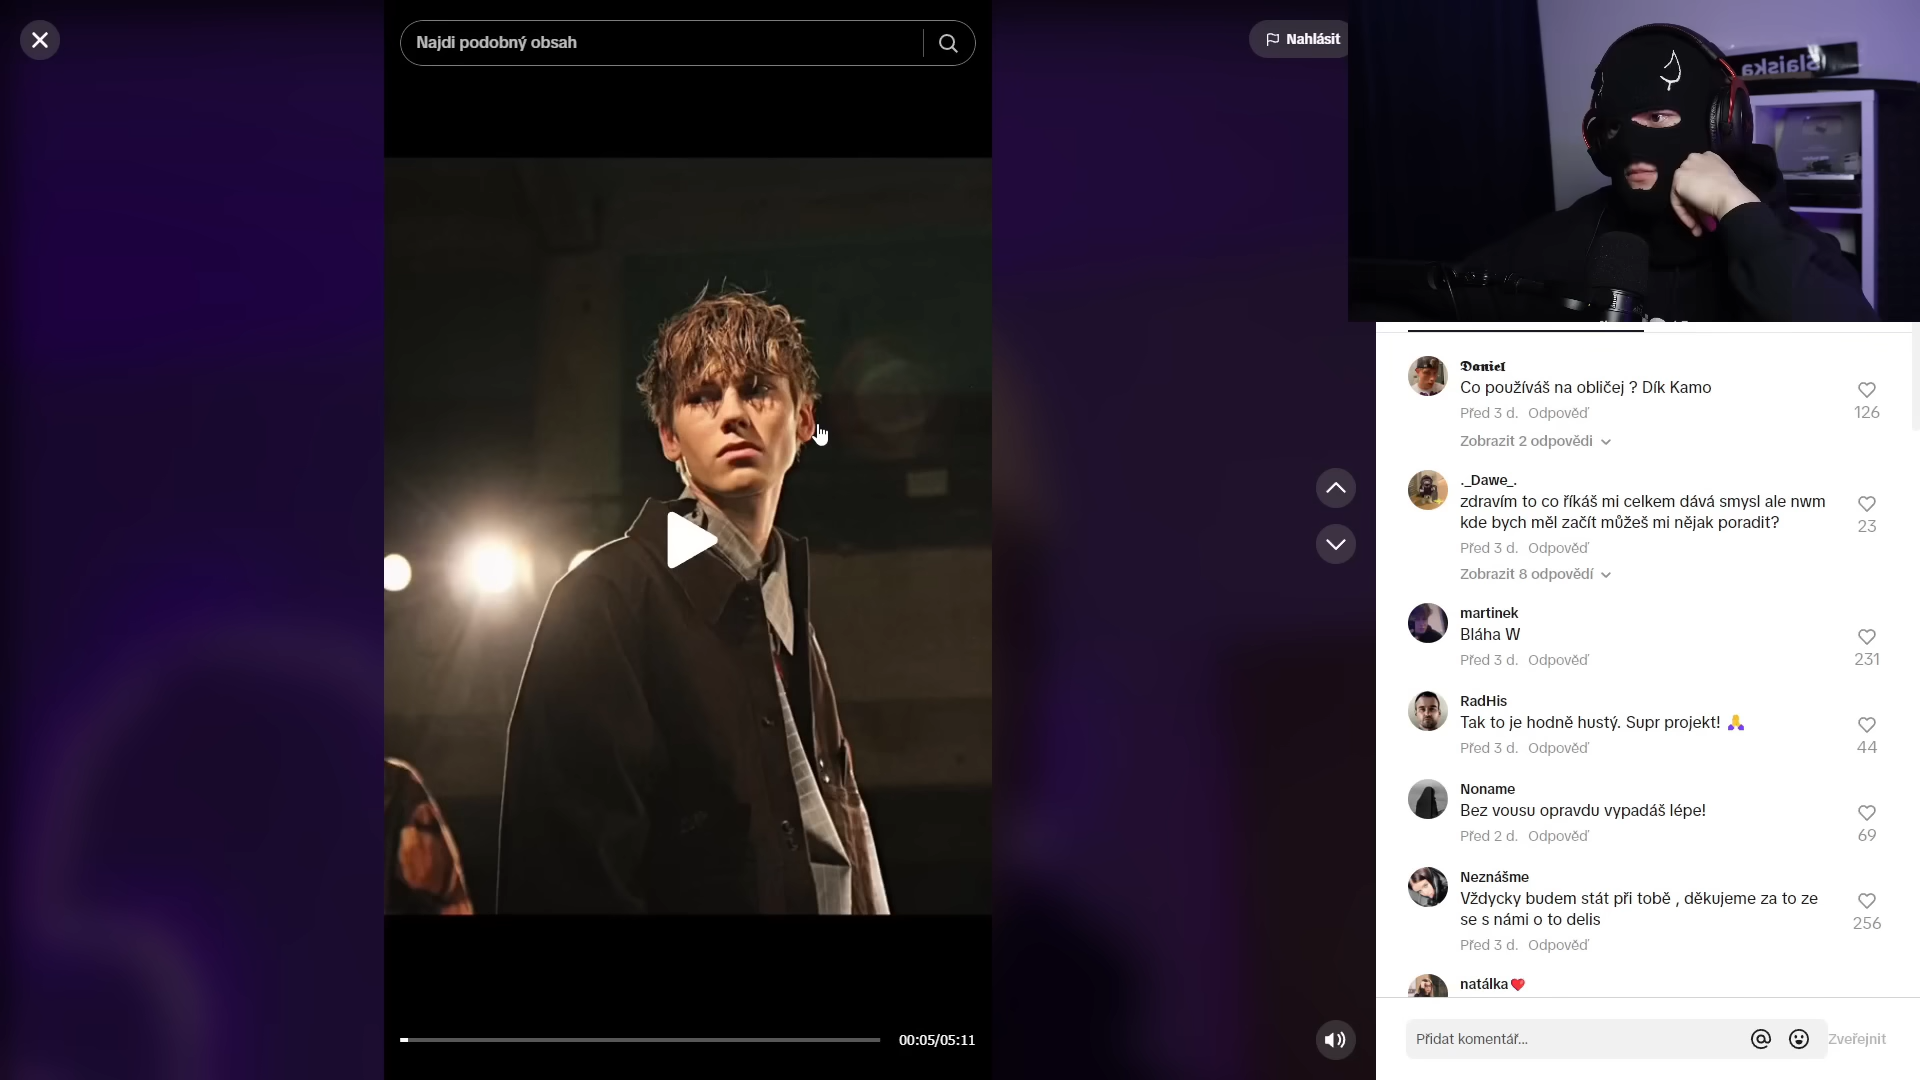 Najdi podobný obsah
Nahlásit
Slaiska
𝕯𝖆𝖓𝖎𝖊𝖑
Co používáš na obličej ? Dík Kamo
Před 3 d. Odpověď
126
Zobrazit 2 odpovědi
._Dawe_.
zdravím to co říkáš mi celkem dává smysl ale nwm
kde bych měl začít můžeš mi nějak poradit?
23
Před 3 d. Odpověď
Zobrazit 8 odpovědí
martinek
Bláha W
Před 3 d. Odpověď
231
RadHis
Tak to je hodně hustý. Supr projekt! 🙏
Před 3 d. Odpověď
44
Noname
Bez vousu opravdu vypadáš lépe!
Před 2 d. Odpověď
69
Neznášme
Vždycky budem stát při tobě , děkujeme za to ze
se s námi o to delis
256
Před 3 d. Odpověď
natálka❤️
00:05/05:11
Přidat komentář...
Zveřejnit